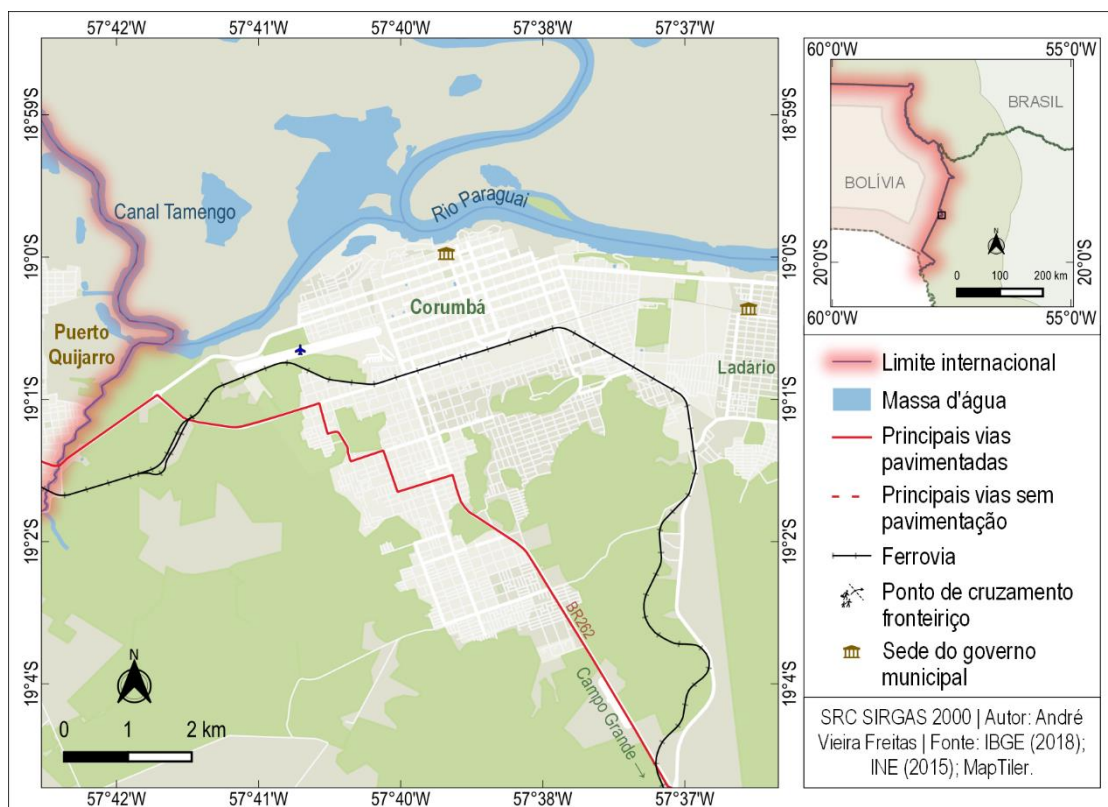 57°42'W 57°41'W 57°40'W 57°38'W 57°37'W
18°59'S
19°0'S
19°1'S
19°2'S
19°4'S
Canal Tamengo
Rio Paraguai
Puerto
Quijarro
Corumbá
Ladário
BR262
Campo Grande →
N
0 1 2 km
18°59'S
19°0'S
19°1'S
19°2'S
19°4'S
57°42'W 57°41'W 57°40'W 57°38'W 57°37'W
60°0'W 55°0'W
BRASIL
BOLÍVIA
N
0 100 200 km
20°0'S
20°0'S
60°0'W 55°0'W
Limite internacional
Massa d'água
Principais vias
pavimentadas
Principais vias sem
pavimentação
Ferrovia
Ponto de cruzamento
fronteiriço
Sede do governo
municipal
SRC SIRGAS 2000 | Autor: André
Vieira Freitas | Fonte: IBGE (2018);
INE (2015); MapTiler.